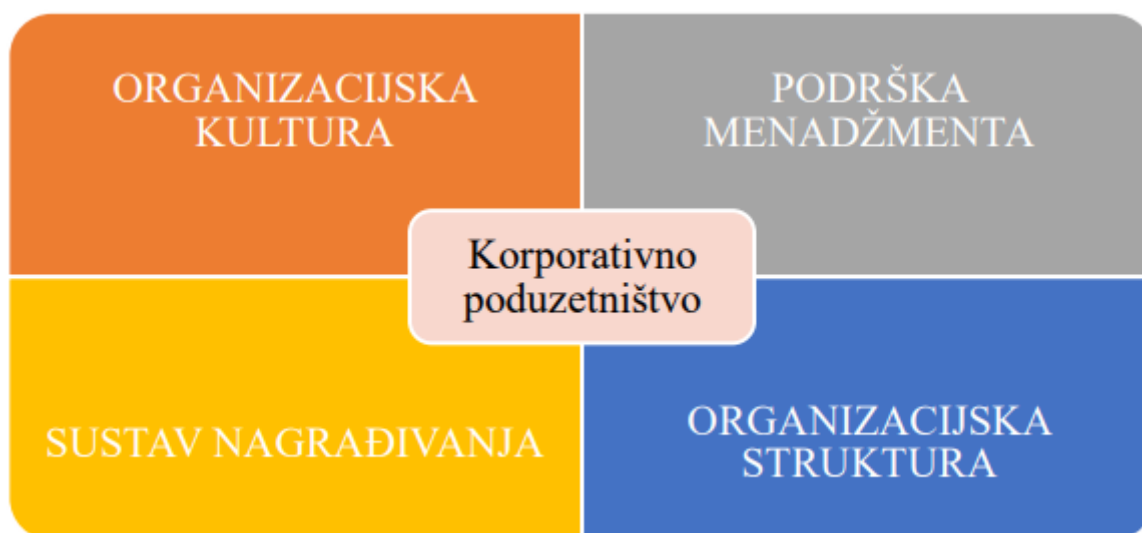 ORGANIZACIJSKA
KULTURA
PODRŠKA
MENADŽMENTA
Korporativno
poduzetništvo
SUSTAV NAGRAĐIVANJA
ORGANIZACIJSKA
STRUKTURA